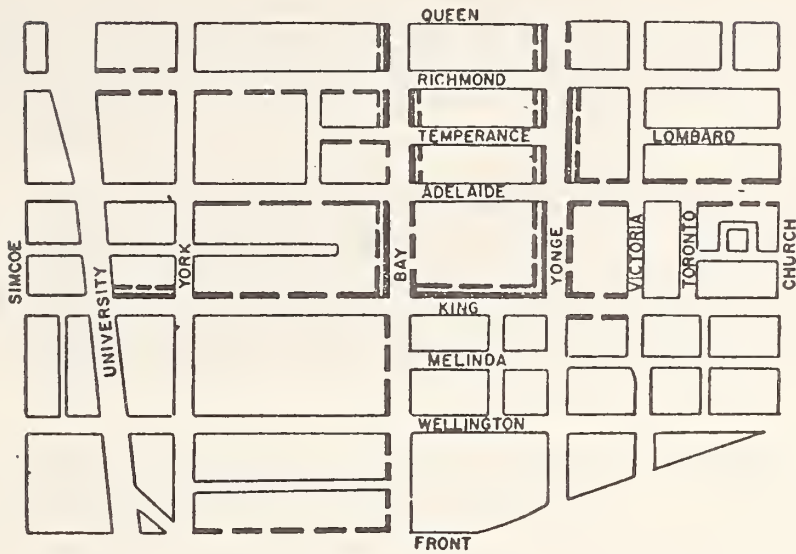 QUEEN
RICHMOND
TEMPERANCE
LOMBARD
ADELAIDE
SIMCOE
UNIVERSITY
YORK
BAY
YONGE
VICTORIA
TORONTO
CHURCH
KING
MELINDA
WELLINGTON
FRONT